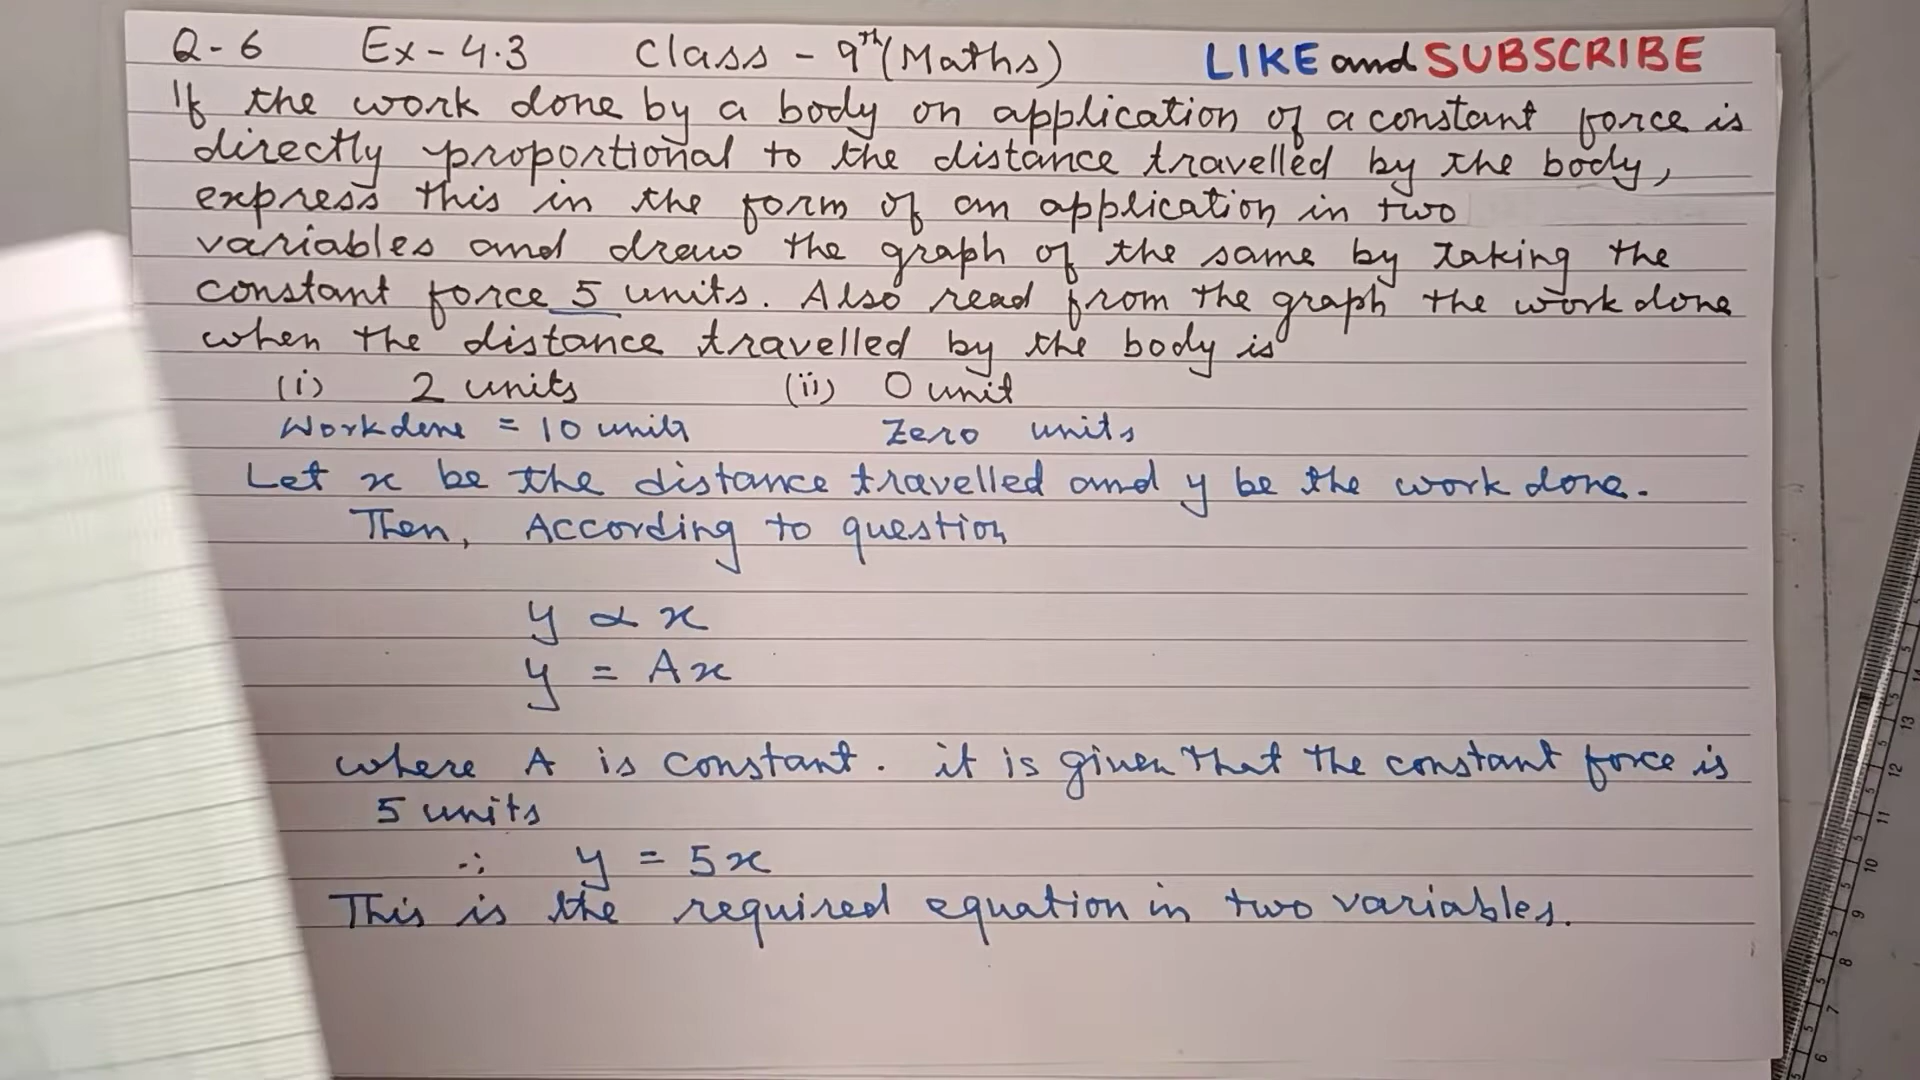 Q-6 Ex-4.3 Class - 9th (Maths) LIKE and SUBSCRIBE
If the work done by a body on application of a constant force is
directly proportional to the distance travelled by the body,
express this in the form of an application in two
variables and draw the graph of the same by taking the
constant force 5 units. Also read from the graph the work done
when the distance travelled by the body is
(i) 2 units (ii) 0 unit
Workdone = 10 units Zero units
Let x be the distance travelled and y be the work done.
Then, According to question
y ∝ x
y = Ax
where A is constant. it is given that the constant force is
5 units
∴ y = 5x
This is the required equation in two variables.